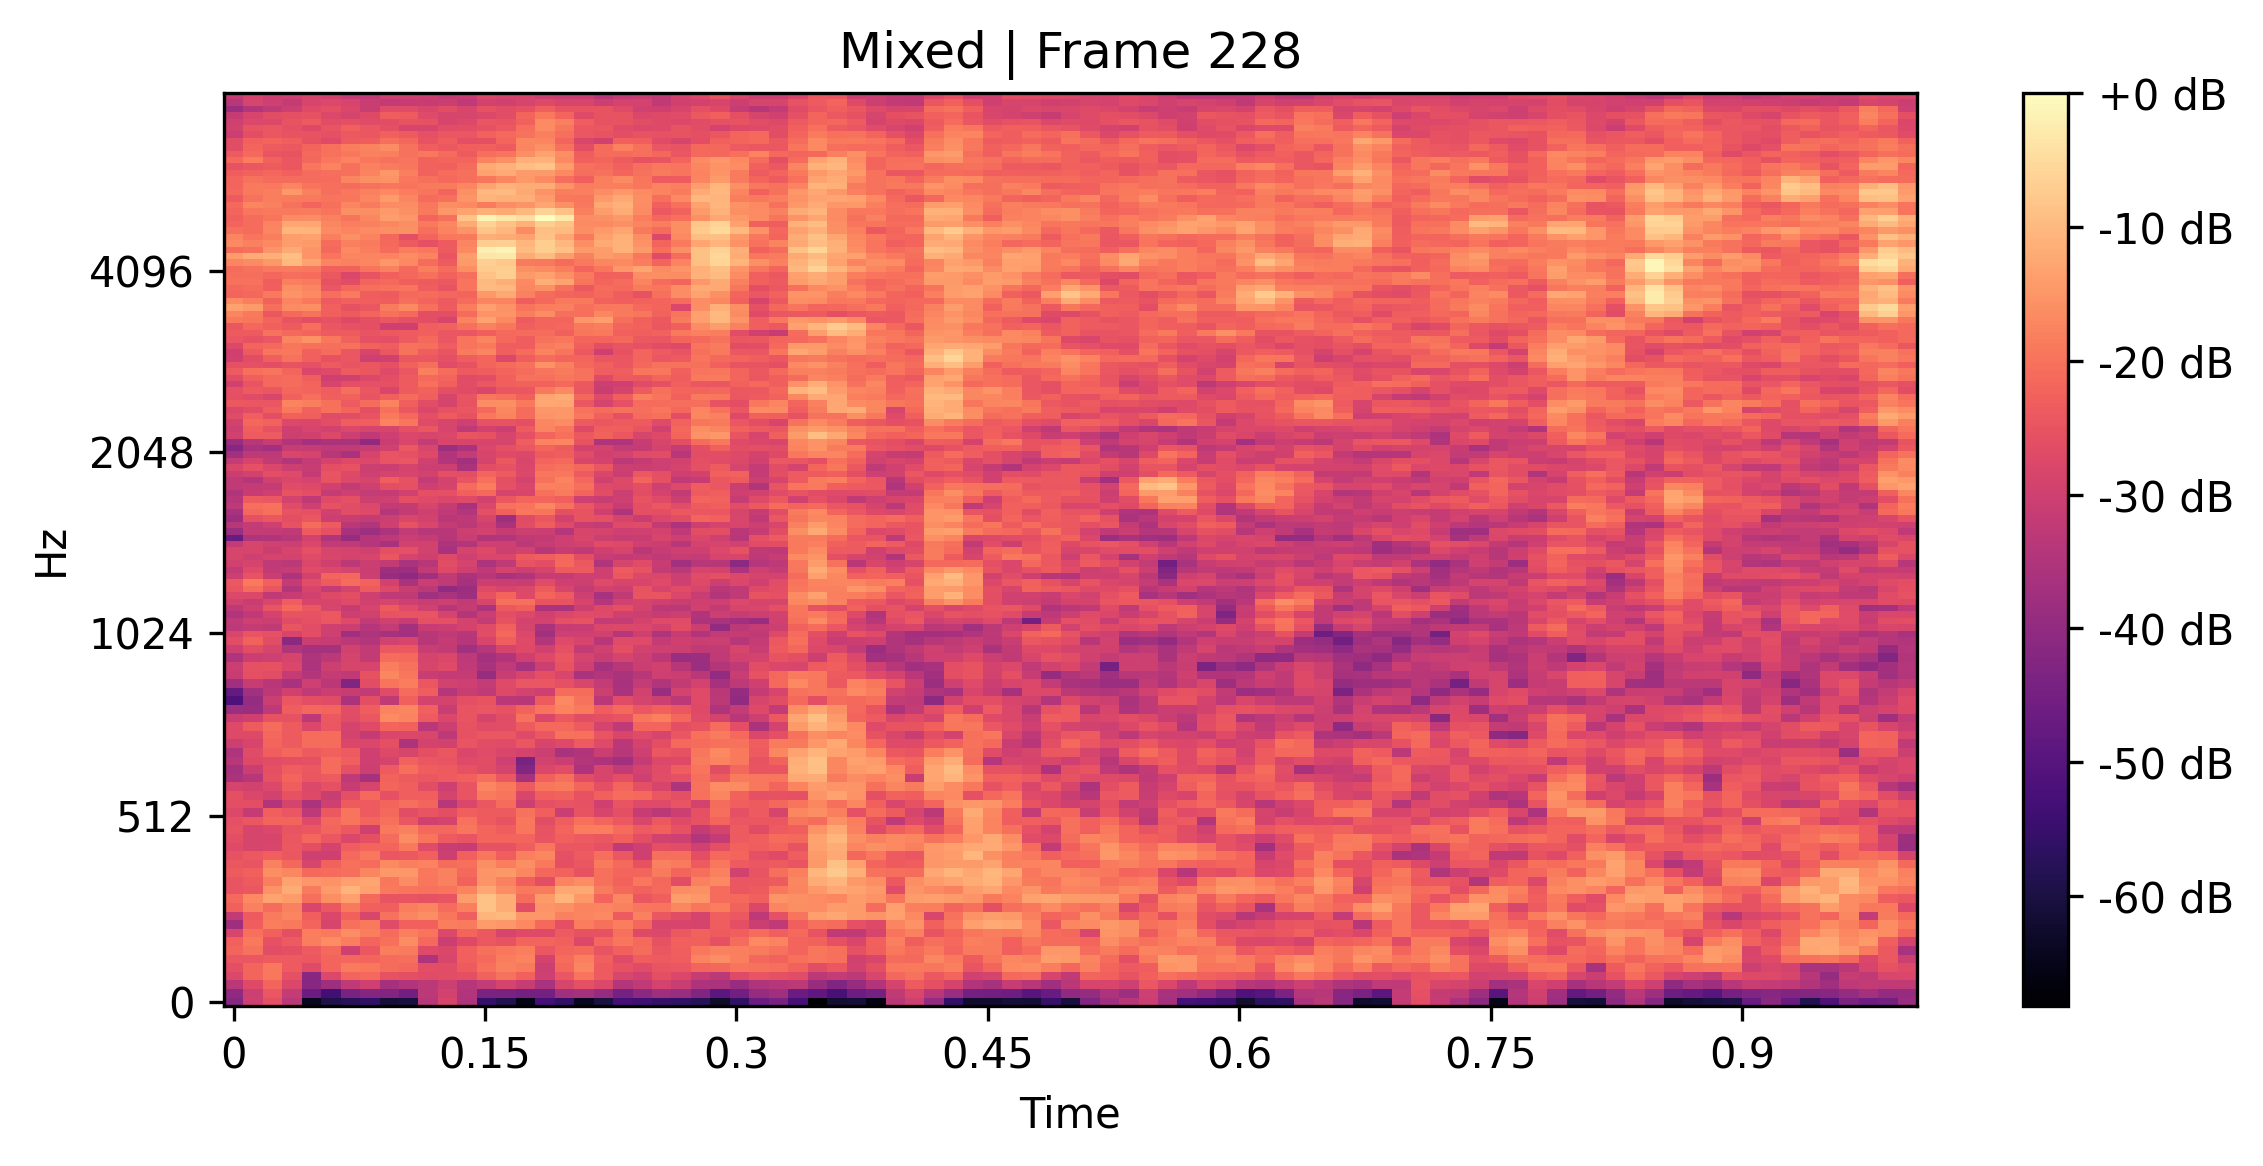 Mixed | Frame 228
+0 dB
-10 dB
-20 dB
-30 dB
-40 dB
-50 dB
-60 dB
Hz
4096
2048
1024
512
0
0 0.15 0.3 0.45 0.6 0.75 0.9
Time